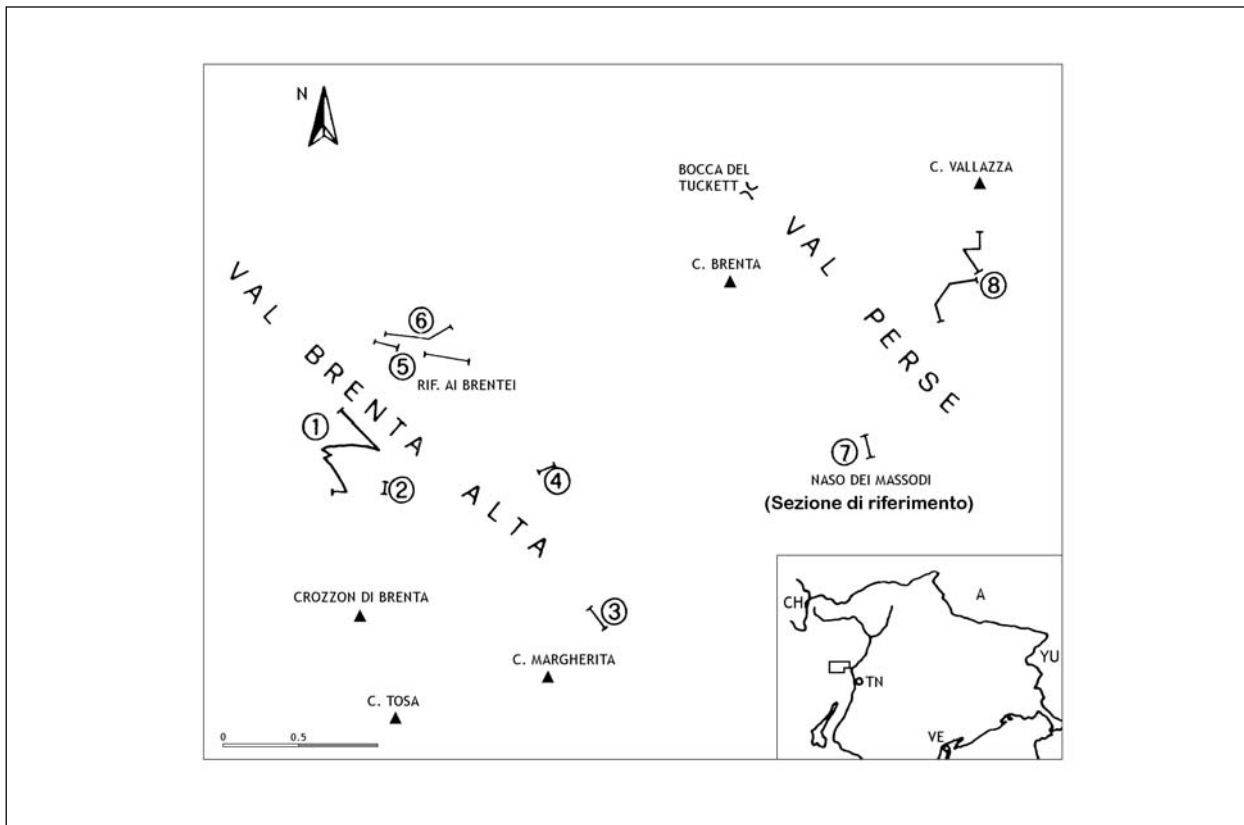 N
BOCCA DEL
TUCKETT
C. VALLAZZA
C. BRENTA
VAL PERSE
VAL BRENTA ALTA
6
5
RIF. AI BRENTEI
8
1
2
4
7
NASO DEI MASSODI
(Sezione di riferimento)
CROZZON DI BRENTA
3
C. MARGHERITA
C. TOSA
0 0.5
CH
A
YU
TN
VE